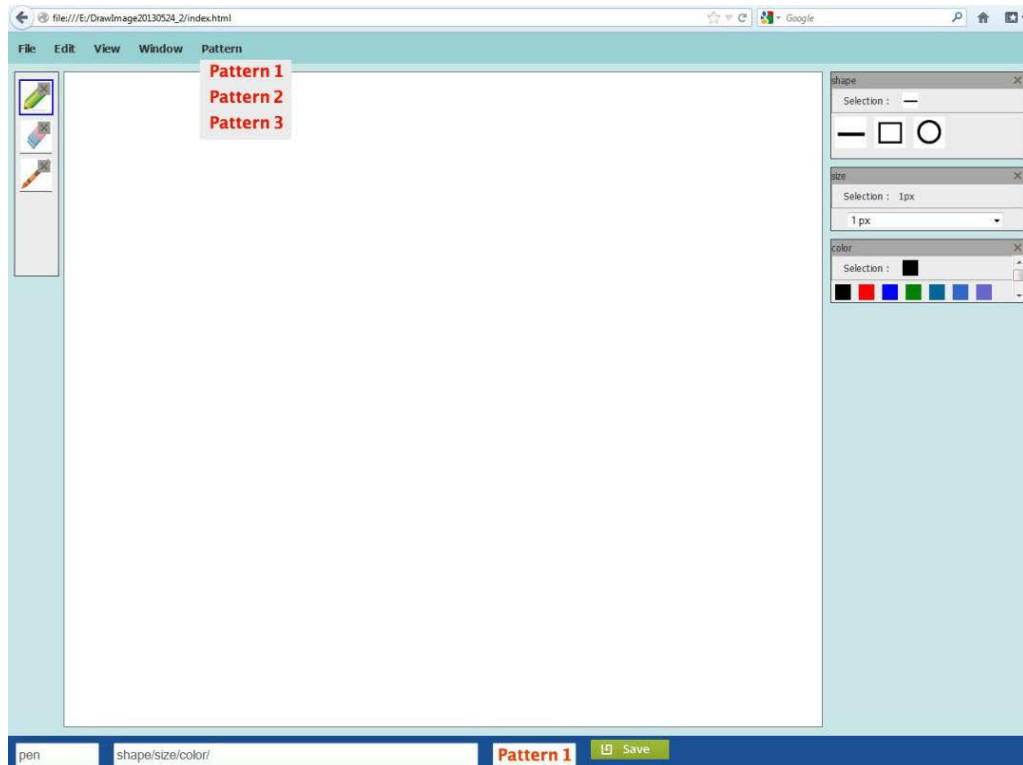 file:///E:/DrawImage20130524_2/index.html
Google
File Edit View Window Pattern
Pattern 1
Pattern 2
Pattern 3
shape
Selection :
size
Selection : 1px
1 px
color
Selection :
pen
shape/size/color/
Pattern 1
Save